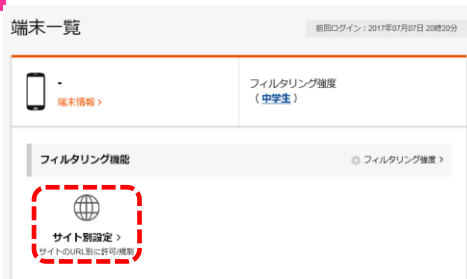 端末一覧
前回ログイン：2017年07月07日 20時20分
-
端末情報 >
フィルタリング強度
（ 中学生 ）
フィルタリング機能
フィルタリング強度 >
サイト別設定 >
サイトのURL別に許可/規制